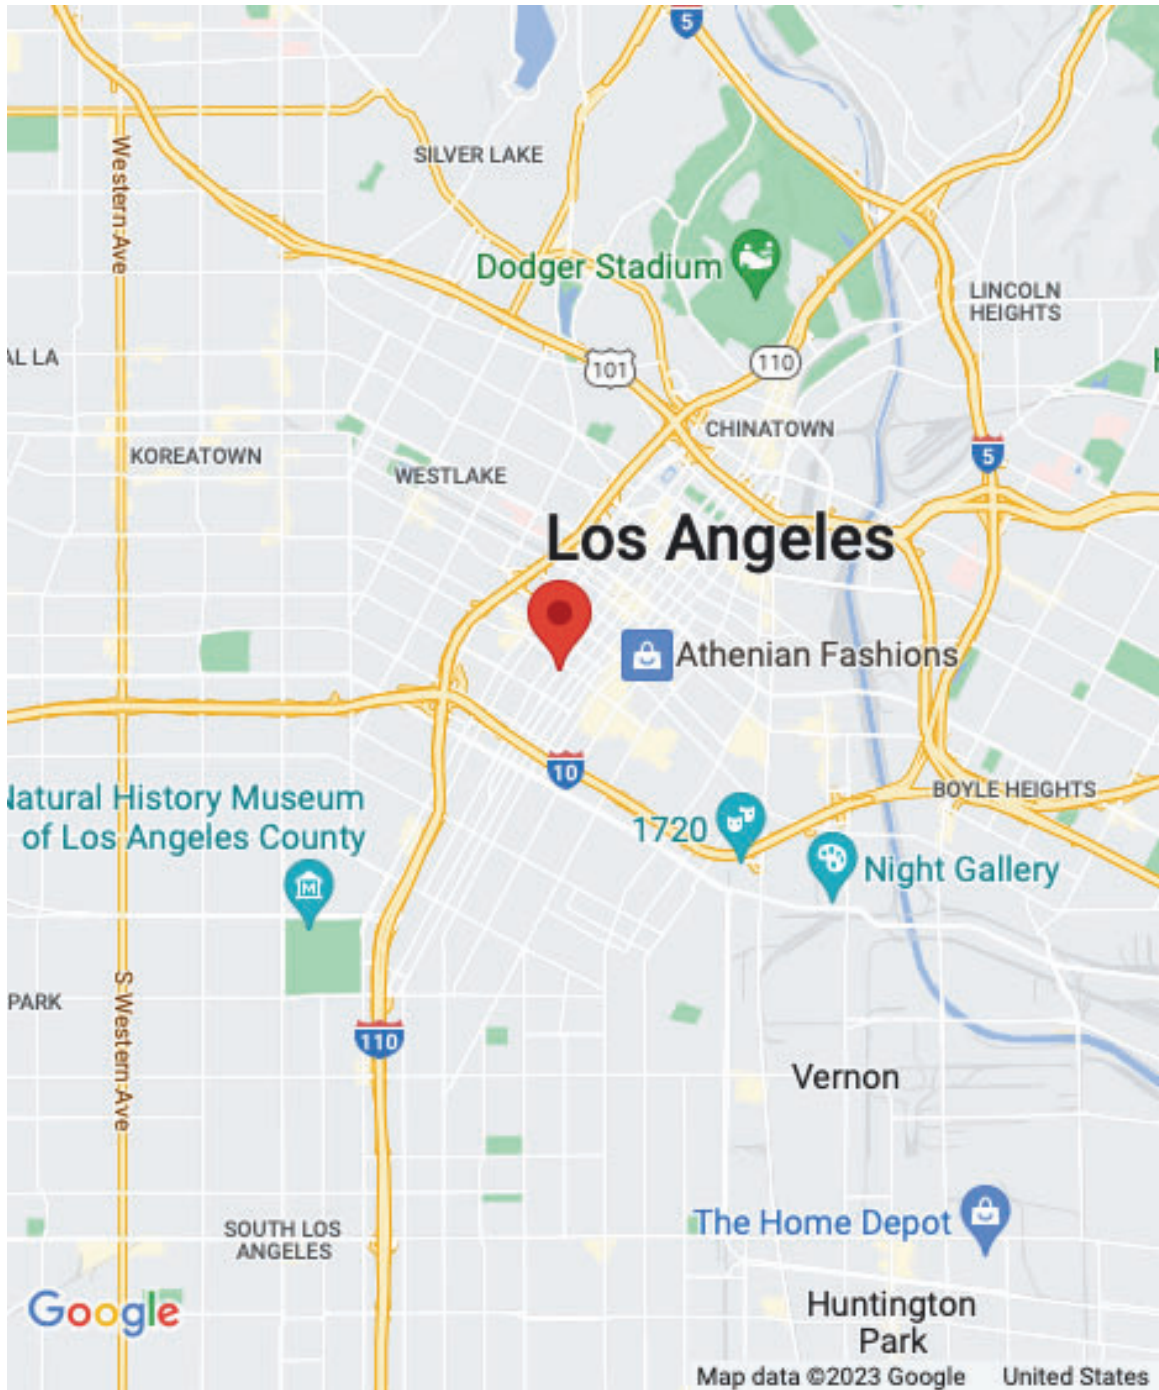 5
Western Ave
SILVER LAKE
Dodger Stadium
LINCOLN
HEIGHTS
AL LA
101
110
CHINATOWN
KOREATOWN
WESTLAKE
5
Los Angeles
Athenian Fashions
10
Natural History Museum
of Los Angeles County
M
BOYLE HEIGHTS
1720
Night Gallery
PARK
S Western Ave
110
Vernon
SOUTH LOS
ANGELES
The Home Depot
Google
Huntington
Park
Map data ©2023 Google
United States